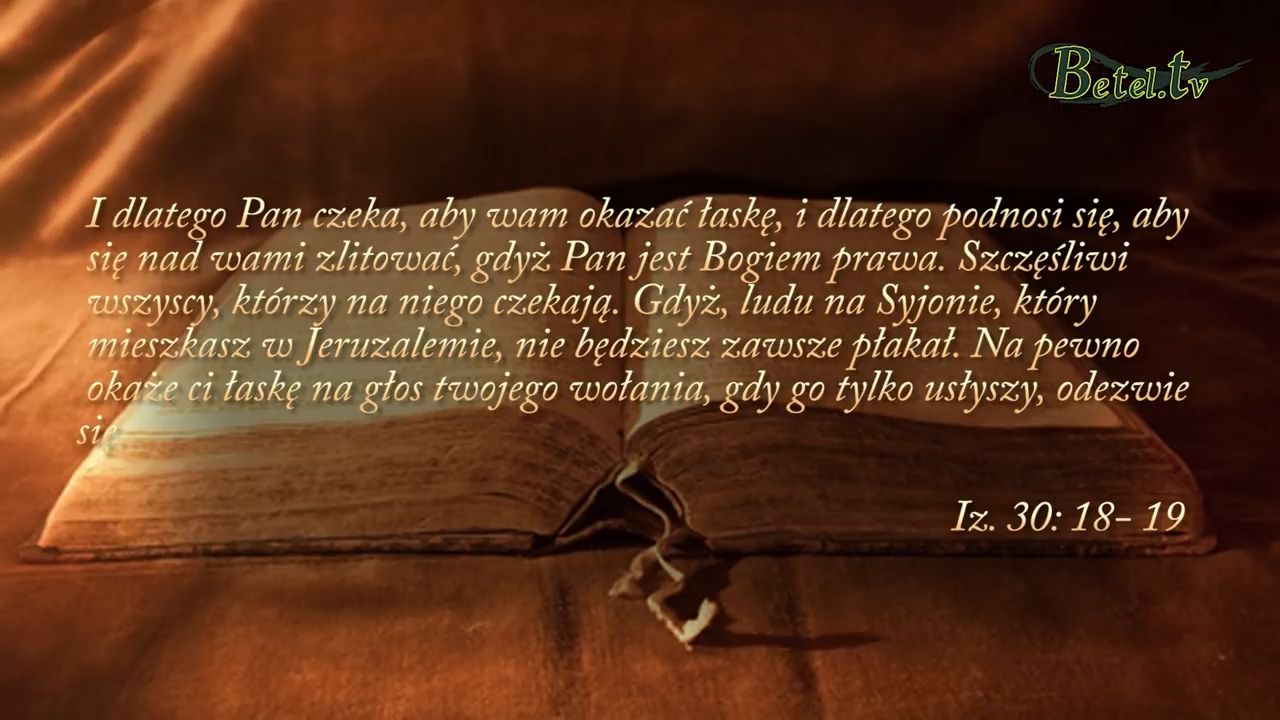 Betel.tv
I dlatego Pan czeka, aby wam okazać łaskę, i dlatego podnosi się, aby
się nad wami zlitować, gdyż Pan jest Bogiem prawa. Szczęśliwi
wszyscy, którzy na niego czekają. Gdyż, ludu na Syjonie, który
mieszkasz w Jeruzalemie, nie będziesz zawsze płakał. Na pewno
okaże ci łaskę na głos twojego wołania, gdy go tylko usłyszy, odezwie
się.
Iz. 30: 18- 19